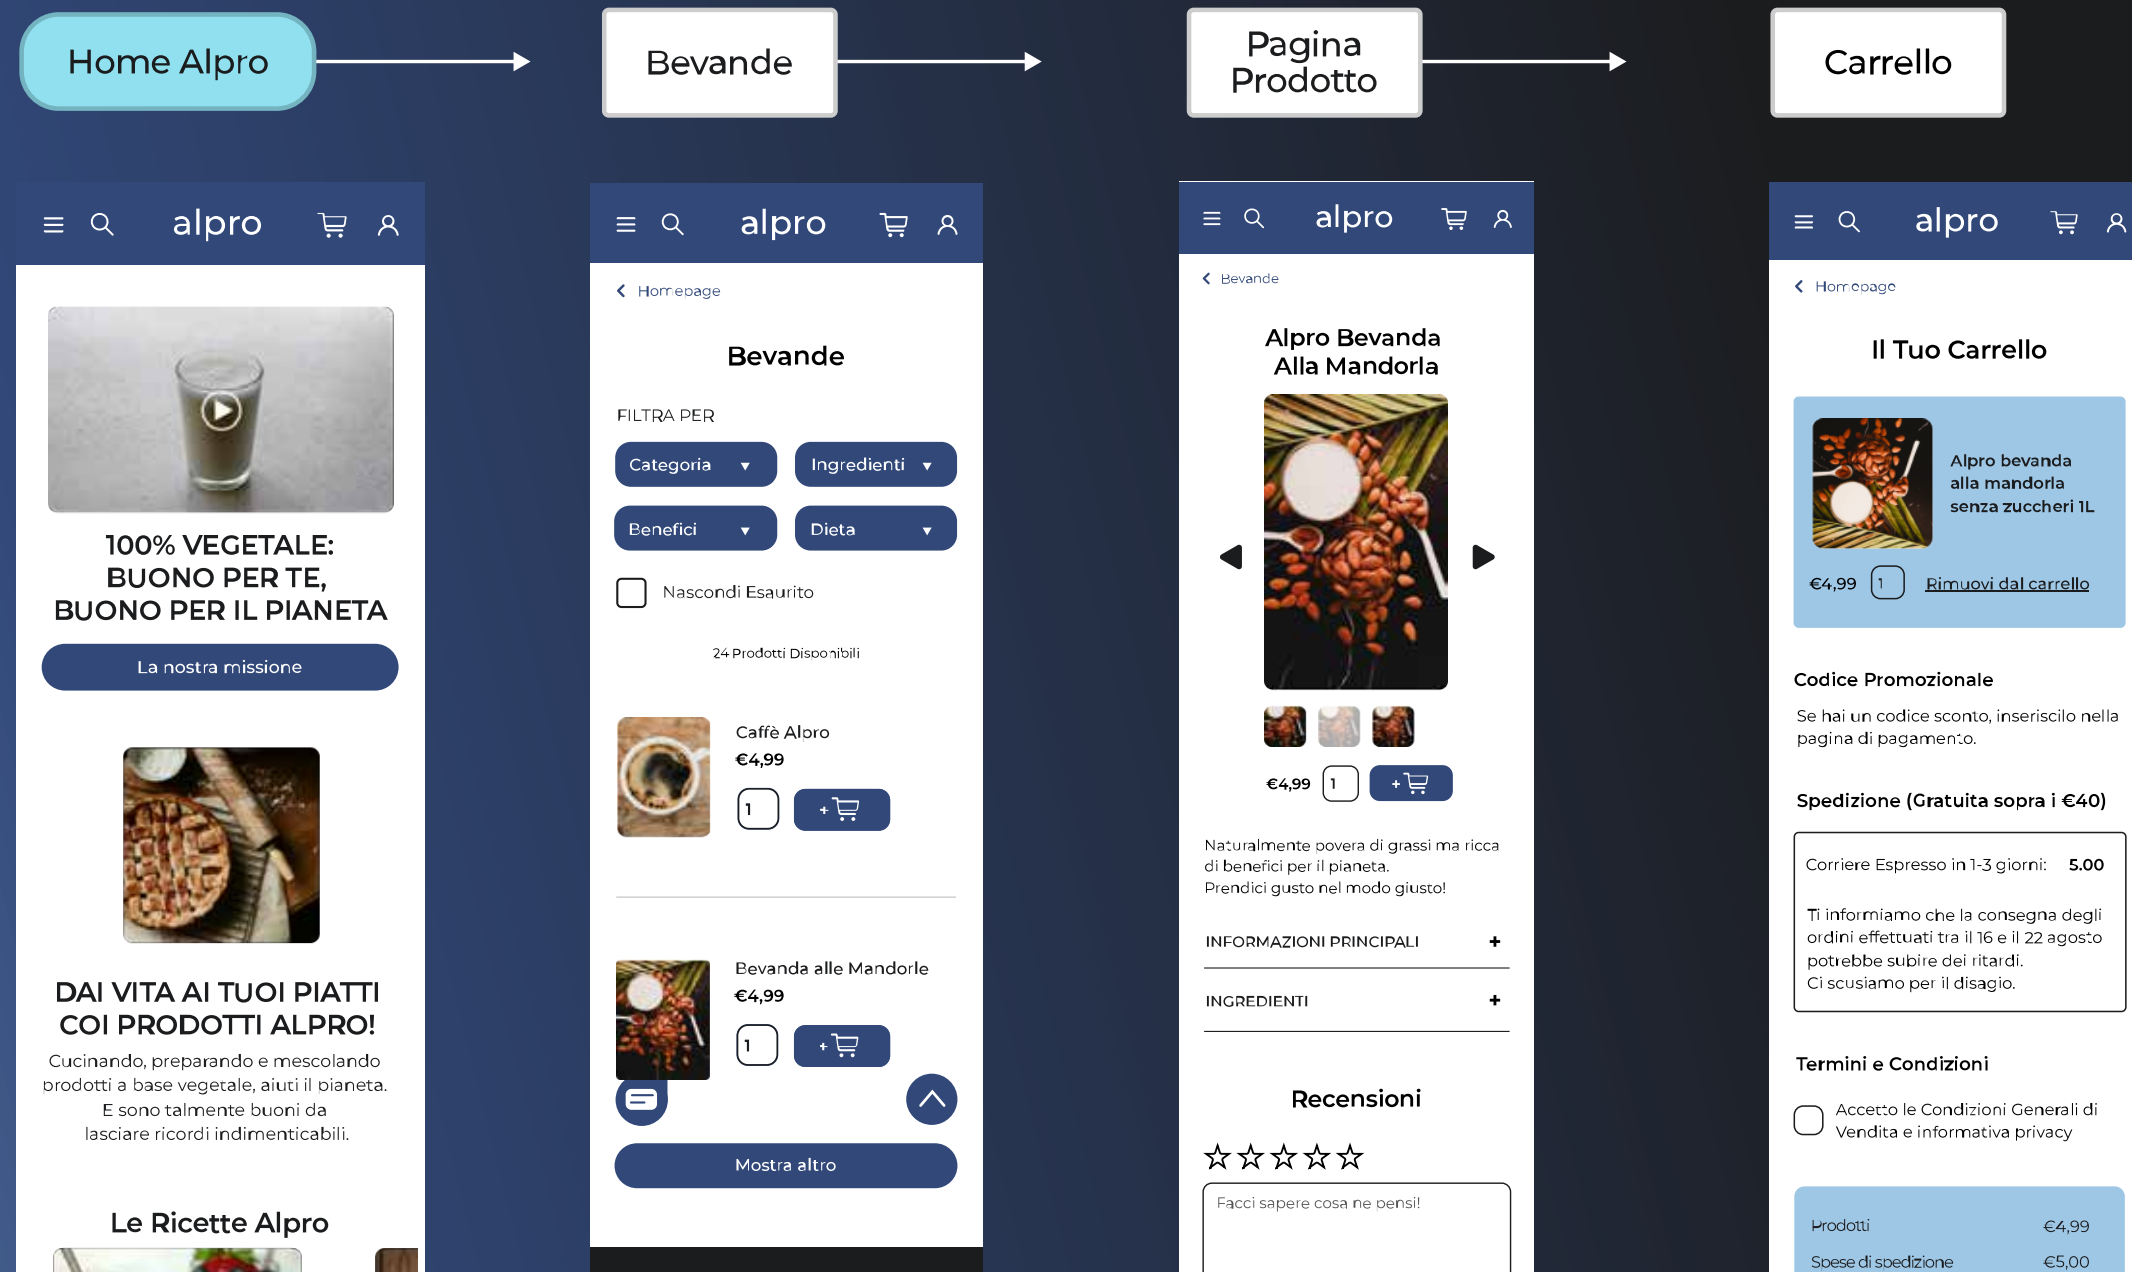 Home Alpro
Bevande
Pagina
Prodotto
Carrello
alpro
100% VEGETALE:
BUONO PER TE,
BUONO PER IL PIANETA
La nostra missione
DAI VITA AI TUOI PIATTI
COI PRODOTTI ALPRO!
Cucinando, preparando e mescolando
prodotti a base vegetale, aiuti il pianeta.
E sono talmente buoni da
lasciare ricordi indimenticabili.
Le Ricette Alpro
alpro
Homepage
Bevande
FILTRA PER
Categoria
Ingredienti
Benefici
Dieta
Nascondi Esaurito
24 Prodotti Disponibili
Caffè Alpro
€4,99
1
+
Bevanda alle Mandorle
€4,99
1
+
Mostra altro
alpro
Bevande
Alpro Bevanda
Alla Mandorla
€4,99 1 +
Naturalmente povera di grassi ma ricca
di benefici per il pianeta.
Prendici gusto nel modo giusto!
INFORMAZIONI PRINCIPALI +
INGREDIENTI +
Recensioni
Facci sapere cosa ne pensi!
alpro
Homepage
Il Tuo Carrello
Alpro bevanda
alla mandorla
senza zuccheri 1L
€4,99 1 Rimuovi dal carrello
Codice Promozionale
Se hai un codice sconto, inseriscilo nella
pagina di pagamento.
Spedizione (Gratuita sopra i €40)
Corriere Espresso in 1-3 giorni: 5.00
Ti informiamo che la consegna degli
ordini effettuati tra il 16 e il 22 agosto
potrebbe subire dei ritardi.
Ci scusiamo per il disagio.
Termini e Condizioni
Accetto le Condizioni Generali di
Vendita e informativa privacy
Prodotti €4,99
Spese di spedizione €5,00